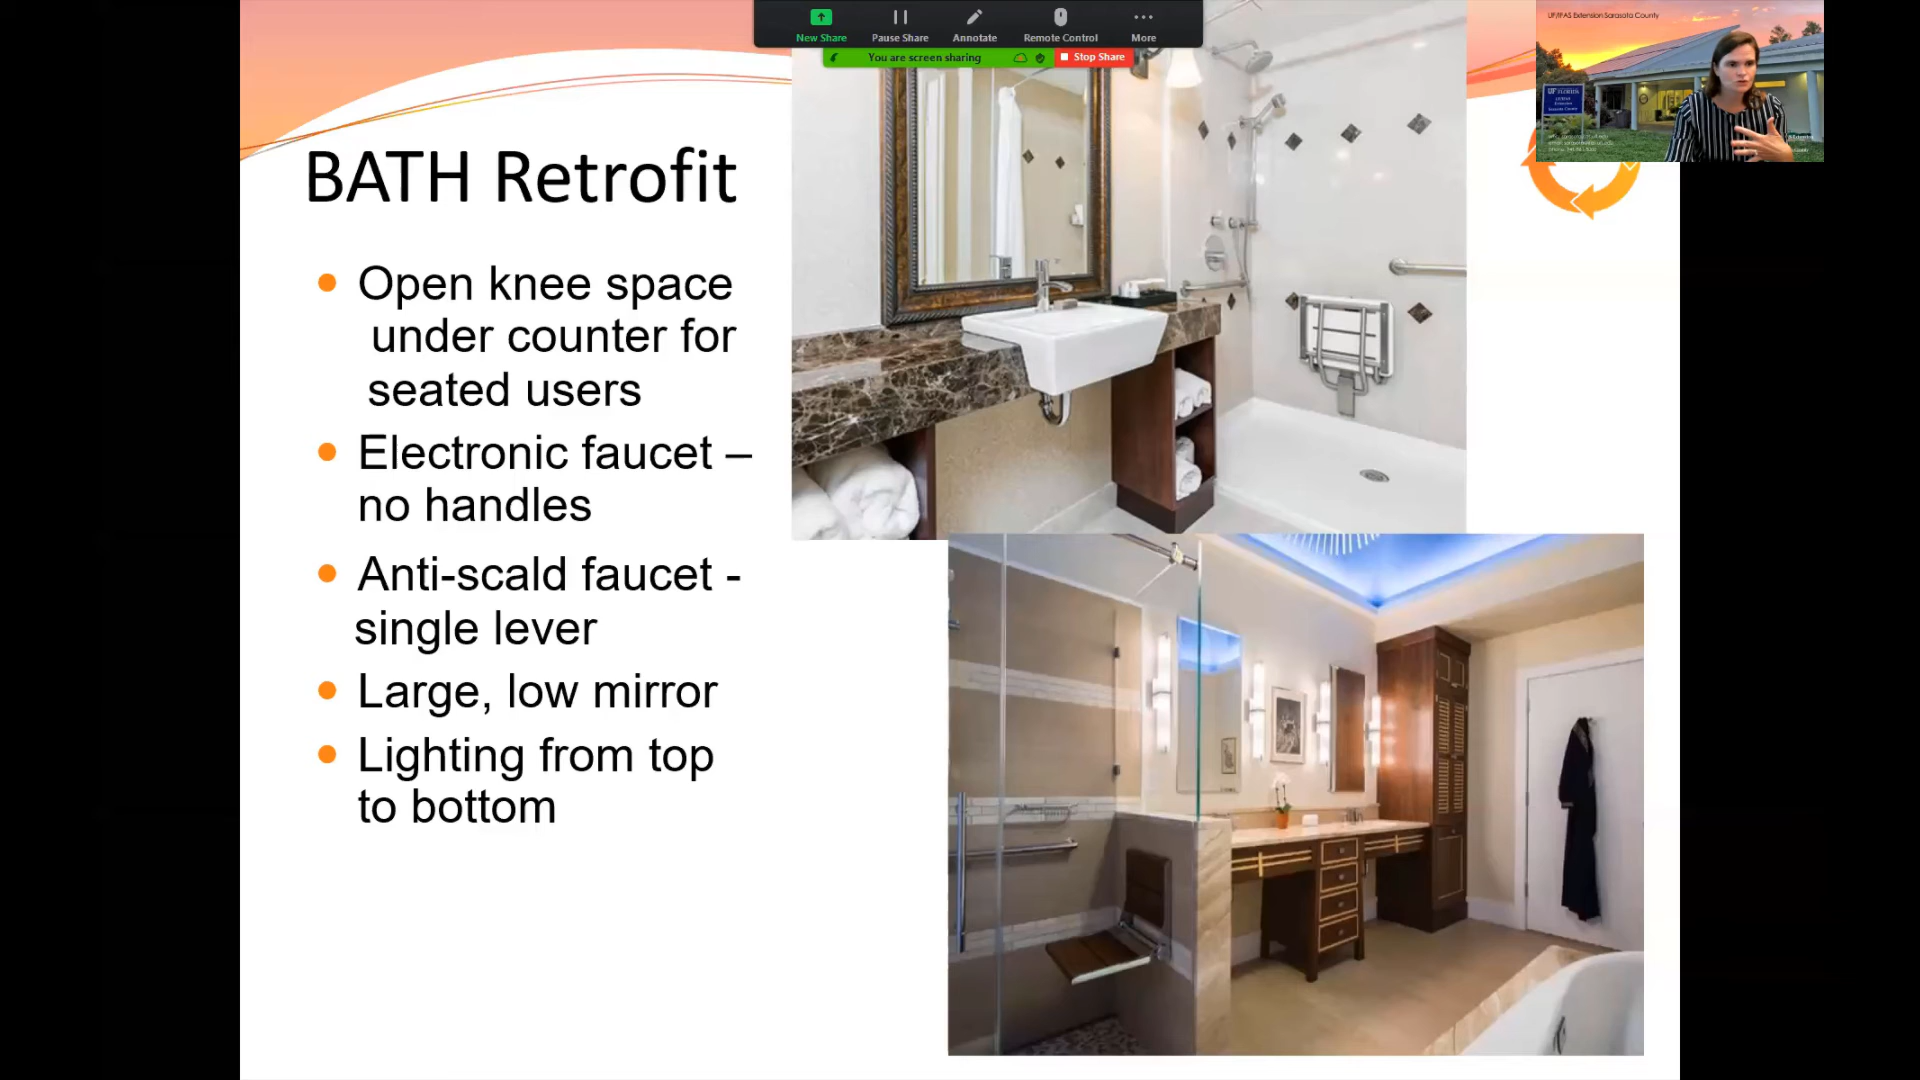 New Share
Pause Share
Annotate
Remote Control
More
You are screen sharing
Stop Share
UF/IFAS Extension Sarasota County
BATH Retrofit
Open knee space
under counter for
seated users
Electronic faucet –
no handles
Anti-scald faucet -
single lever
Large, low mirror
Lighting from top
to bottom